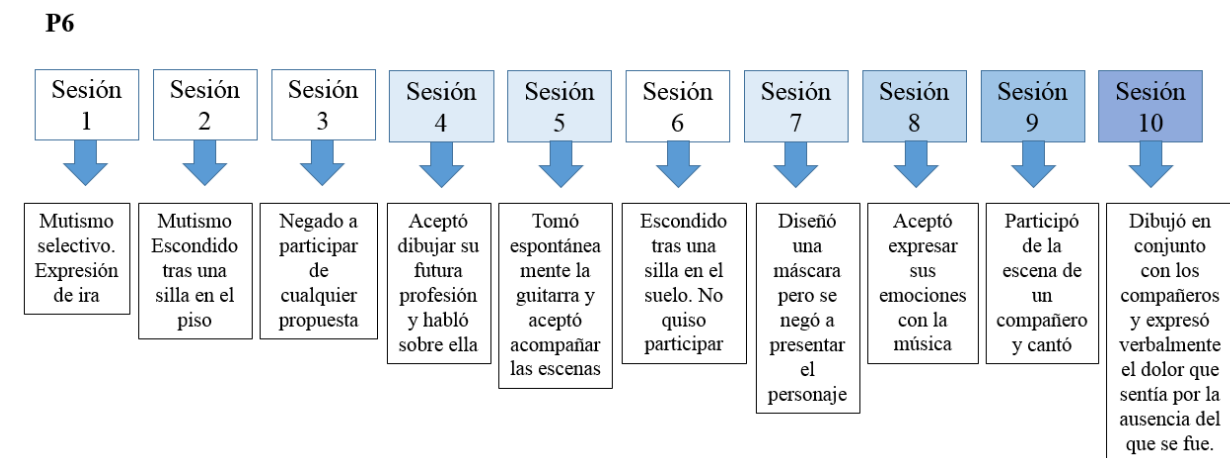 P6
Sesión
1
Sesión
2
Sesión
3
Sesión
4
Sesión
5
Sesión
6
Sesión
7
Sesión
8
Sesión
9
Sesión
10
Mutismo
selectivo.
Expresión
de ira
Mutismo
Escondido
tras una
silla en el
piso
Negado a
participar
de
cualquier
propuesta
Aceptó
dibujar su
futura
profesión
y habló
sobre ella
Tomó
espontánea
mente la
guitarra y
aceptó
acompañar
las escenas
Escondido
tras una
silla en el
suelo. No
quiso
participar
Diseñó
una
máscara
pero se
negó a
presentar
el
personaje
Aceptó
expresar
sus
emociones
con la
música
Participó
de la
escena de
un
compañero
y cantó
Dibujó en
conjunto
con los
compañeros
y expresó
verbalmente
el dolor que
sentía por la
ausencia del
que se fue.